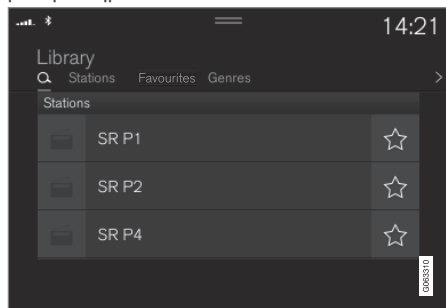 14:21
Library
Stations Favourites Genres
Stations
SR P1
SR P2
SR P4
G063310